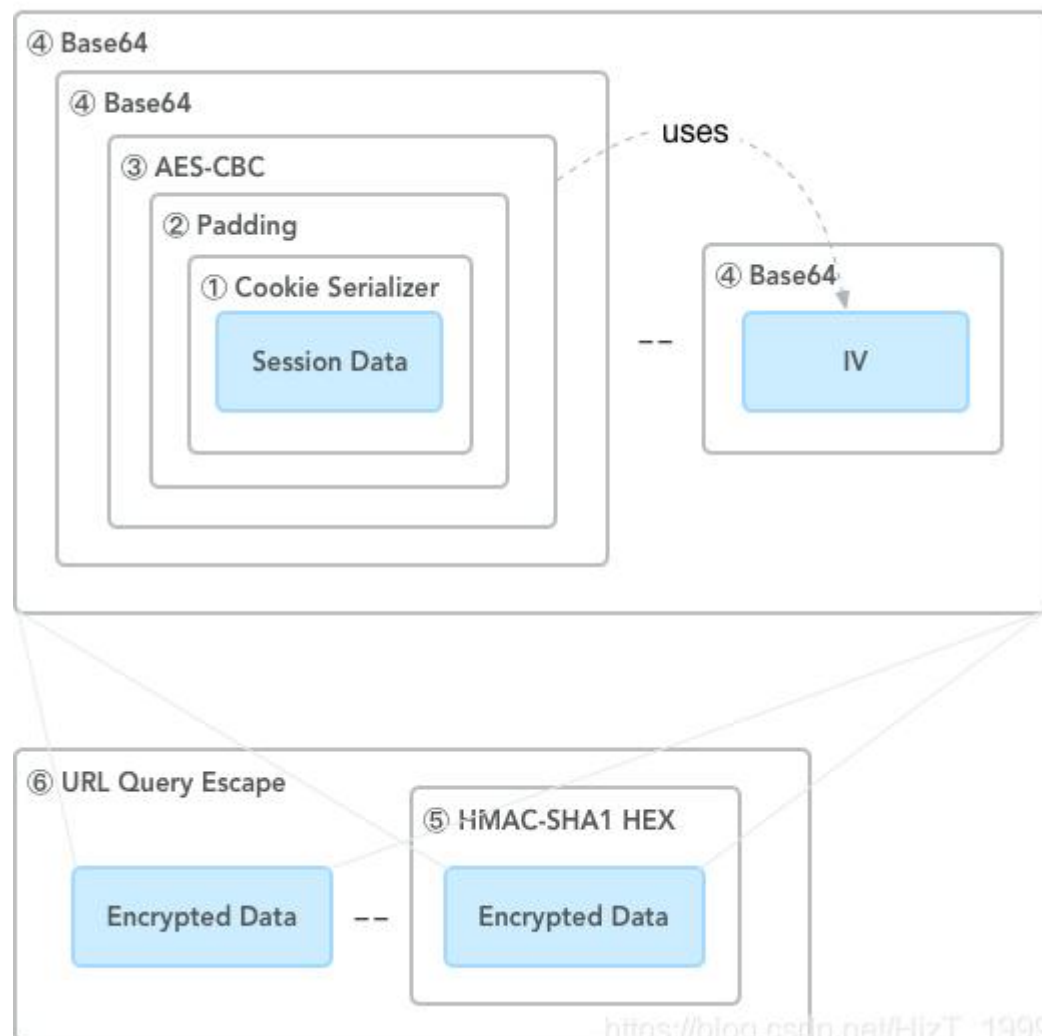 ④ Base64
④ Base64
uses
③ AES-CBC
② Padding
④ Base64
① Cookie Serializer
Session Data
--
IV
⑥ URL Query Escape
⑤ HMAC-SHA1 HEX
Encrypted Data
--
Encrypted Data